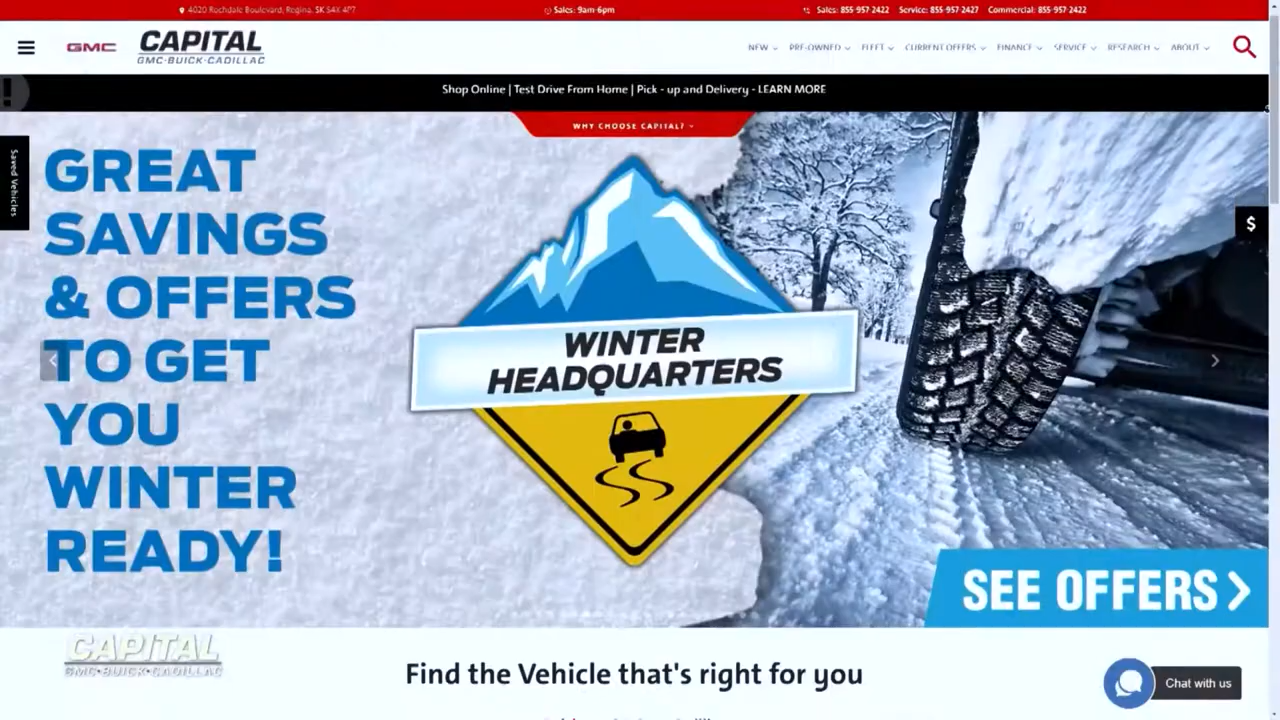 4020 Rochdale Boulevard, Regina, SK S4X 4P7
Sales: 9am-6pm
Sales: 855-957-2422 Service: 855-957-2427 Commercial: 855-957-2422
GMC
CAPITAL
GMC•BUICK•CADILLAC
NEW PRE-OWNED FLEET CURRENT OFFERS FINANCE SERVICE RESEARCH ABOUT
Shop Online | Test Drive From Home | Pick - up and Delivery - LEARN MORE
WHY CHOOSE CAPITAL?
Saved Vehicles
$
GREAT
SAVINGS
& OFFERS
TO GET
YOU
WINTER
READY!
WINTER
HEADQUARTERS
SEE OFFERS
CAPITAL
GMC•BUICK•CADILLAC
Find the Vehicle that's right for you
Chat with us